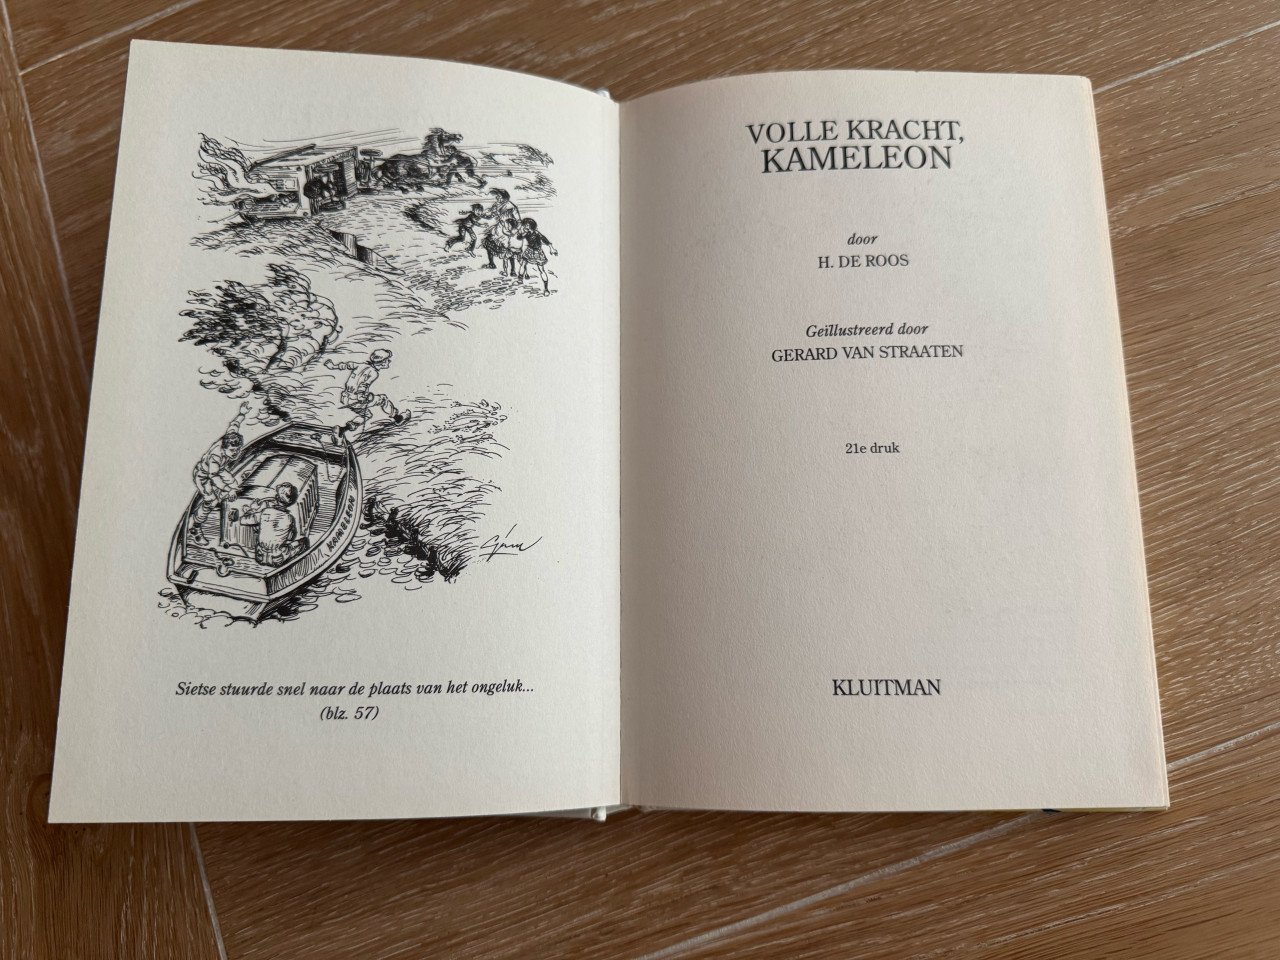 KAMELEON
Sietse stuurde snel naar de plaats van het ongeluk...
(blz. 57)
VOLLE KRACHT,
KAMELEON
door
H. DE ROOS
Geïllustreerd door
GERARD VAN STRAATEN
21e druk
KLUITMAN